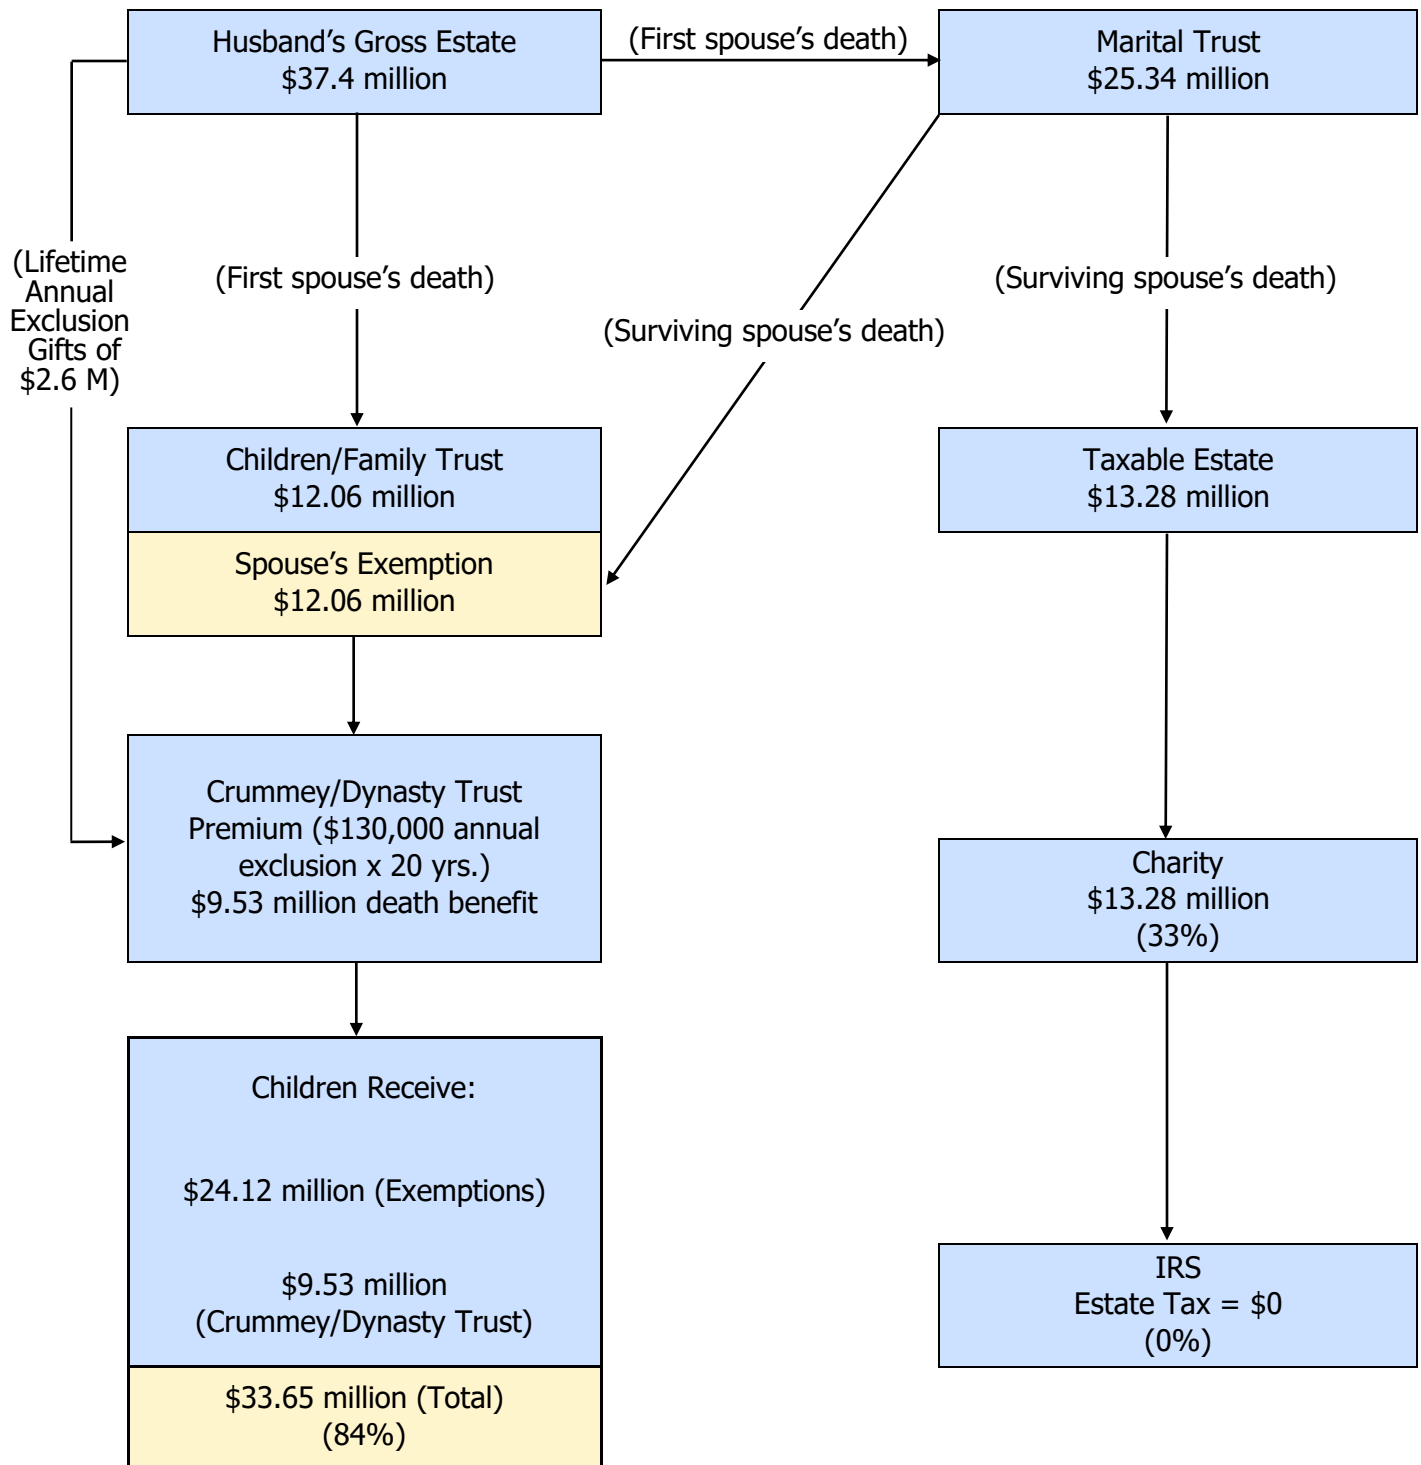 Husband’s Gross Estate
$37.4 million
(First spouse’s death)
Marital Trust
$25.34 million
(Lifetime
Annual
Exclusion
Gifts of
$2.6 M)
(First spouse’s death)
(Surviving spouse’s death)
(Surviving spouse’s death)
Children/Family Trust
$12.06 million
Spouse’s Exemption
$12.06 million
Taxable Estate
$13.28 million
Crummey/Dynasty Trust
Premium ($130,000 annual
exclusion x 20 yrs.)
$9.53 million death benefit
Charity
$13.28 million
(33%)
Children Receive:
$24.12 million (Exemptions)
$9.53 million
(Crummey/Dynasty Trust)
$33.65 million (Total)
(84%)
IRS
Estate Tax = $0
(0%)